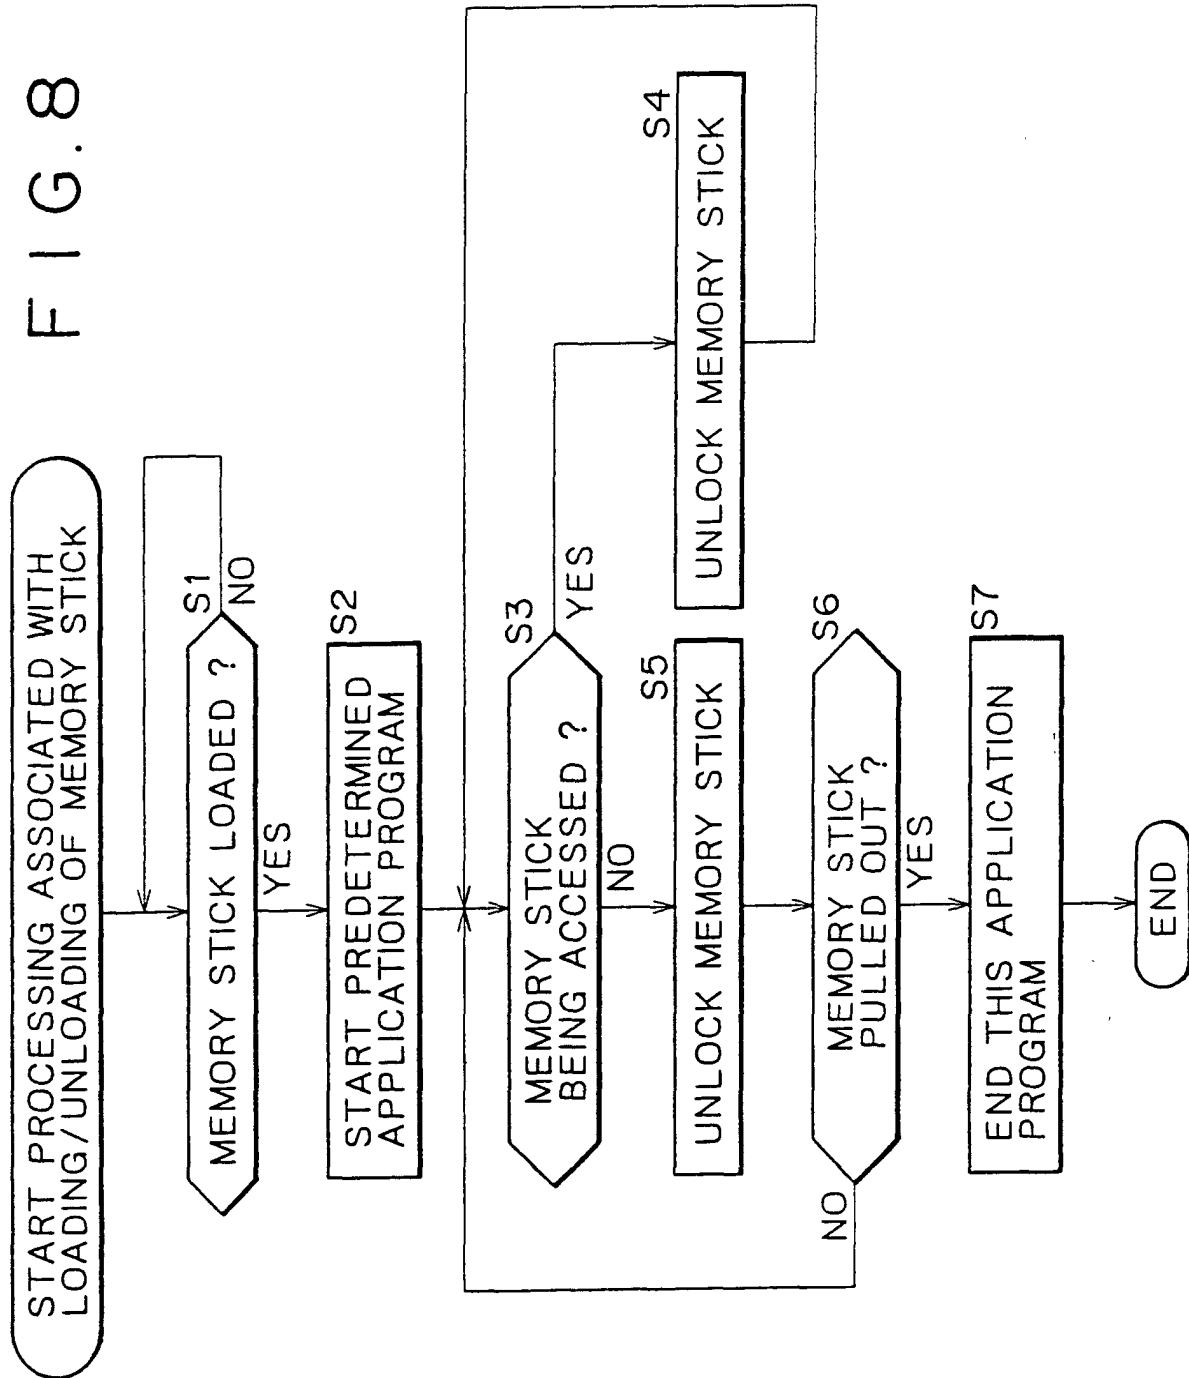 FIG.8
START PROCESSING ASSOCIATED WITH
LOADING/UNLOADING OF MEMORY STICK
S1
MEMORY STICK LOADED ?
NO
YES
S2
START PREDETERMINED
APPLICATION PROGRAM
S3
MEMORY STICK
BEING ACCESSED ?
YES
NO
S4
UNLOCK MEMORY STICK
S5
UNLOCK MEMORY STICK
S6
MEMORY STICK
PULLED OUT ?
NO
YES
S7
END THIS APPLICATION
PROGRAM
END